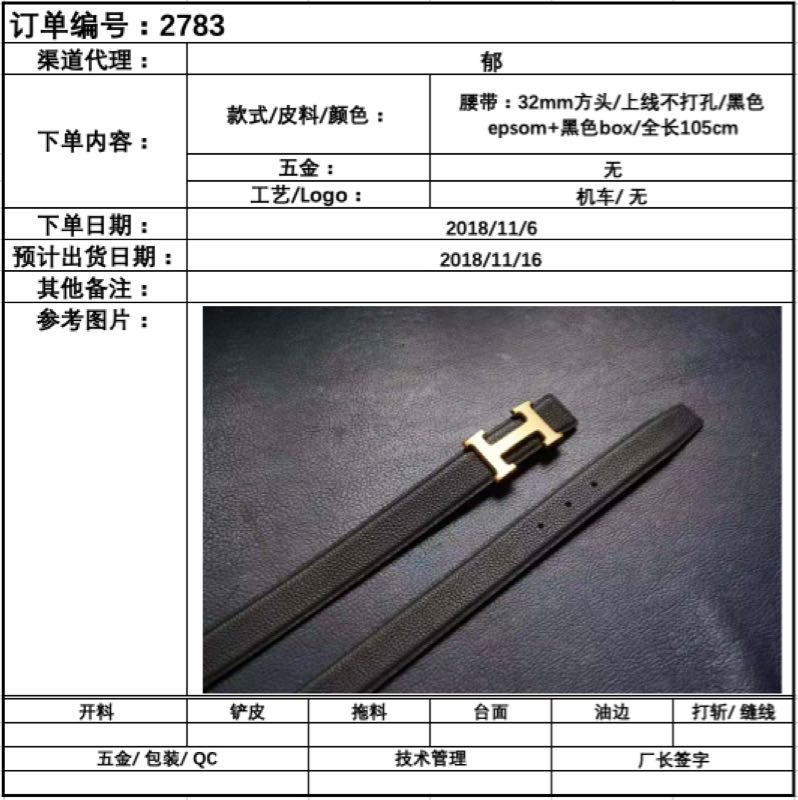 订单编号：2783
渠道代理：
郁
下单内容：
款式/皮料/颜色：
腰带：32mm方头/上线不打孔/黑色
epsom+黑色box/全长105cm
五金：
无
工艺/Logo：
机车/ 无
下单日期：
2018/11/6
预计出货日期：
2018/11/16
其他备注：
参考图片：
开料
铲皮
拖料
台面
油边
打斩/ 缝线
五金/ 包装/ QC
技术管理
厂长签字